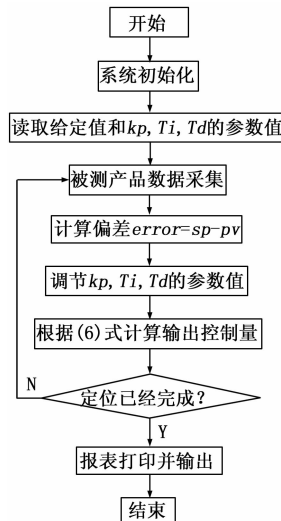 开始
系统初始化
读取给定值和kp,Ti,Td的参数值
被测产品数据采集
计算偏差error=sp-pv
调节kp,Ti,Td的参数值
根据(6)式计算输出控制量
N
定位已经完成?
Y
报表打印并输出
结束